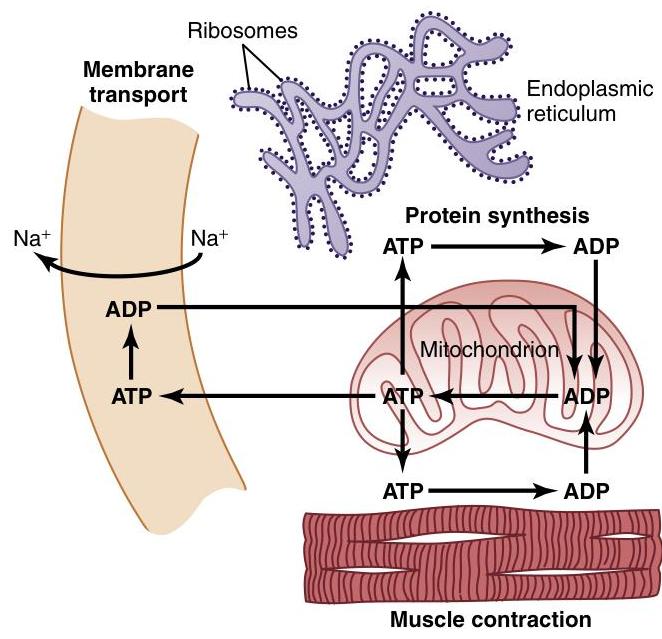 Ribosomes
Membrane
transport
Endoplasmic
reticulum
Protein synthesis
Na⁺
Na⁺
ATP
ADP
ADP
Mitochondrion
ATP
ATP
ADP
ATP
ADP
Muscle contraction